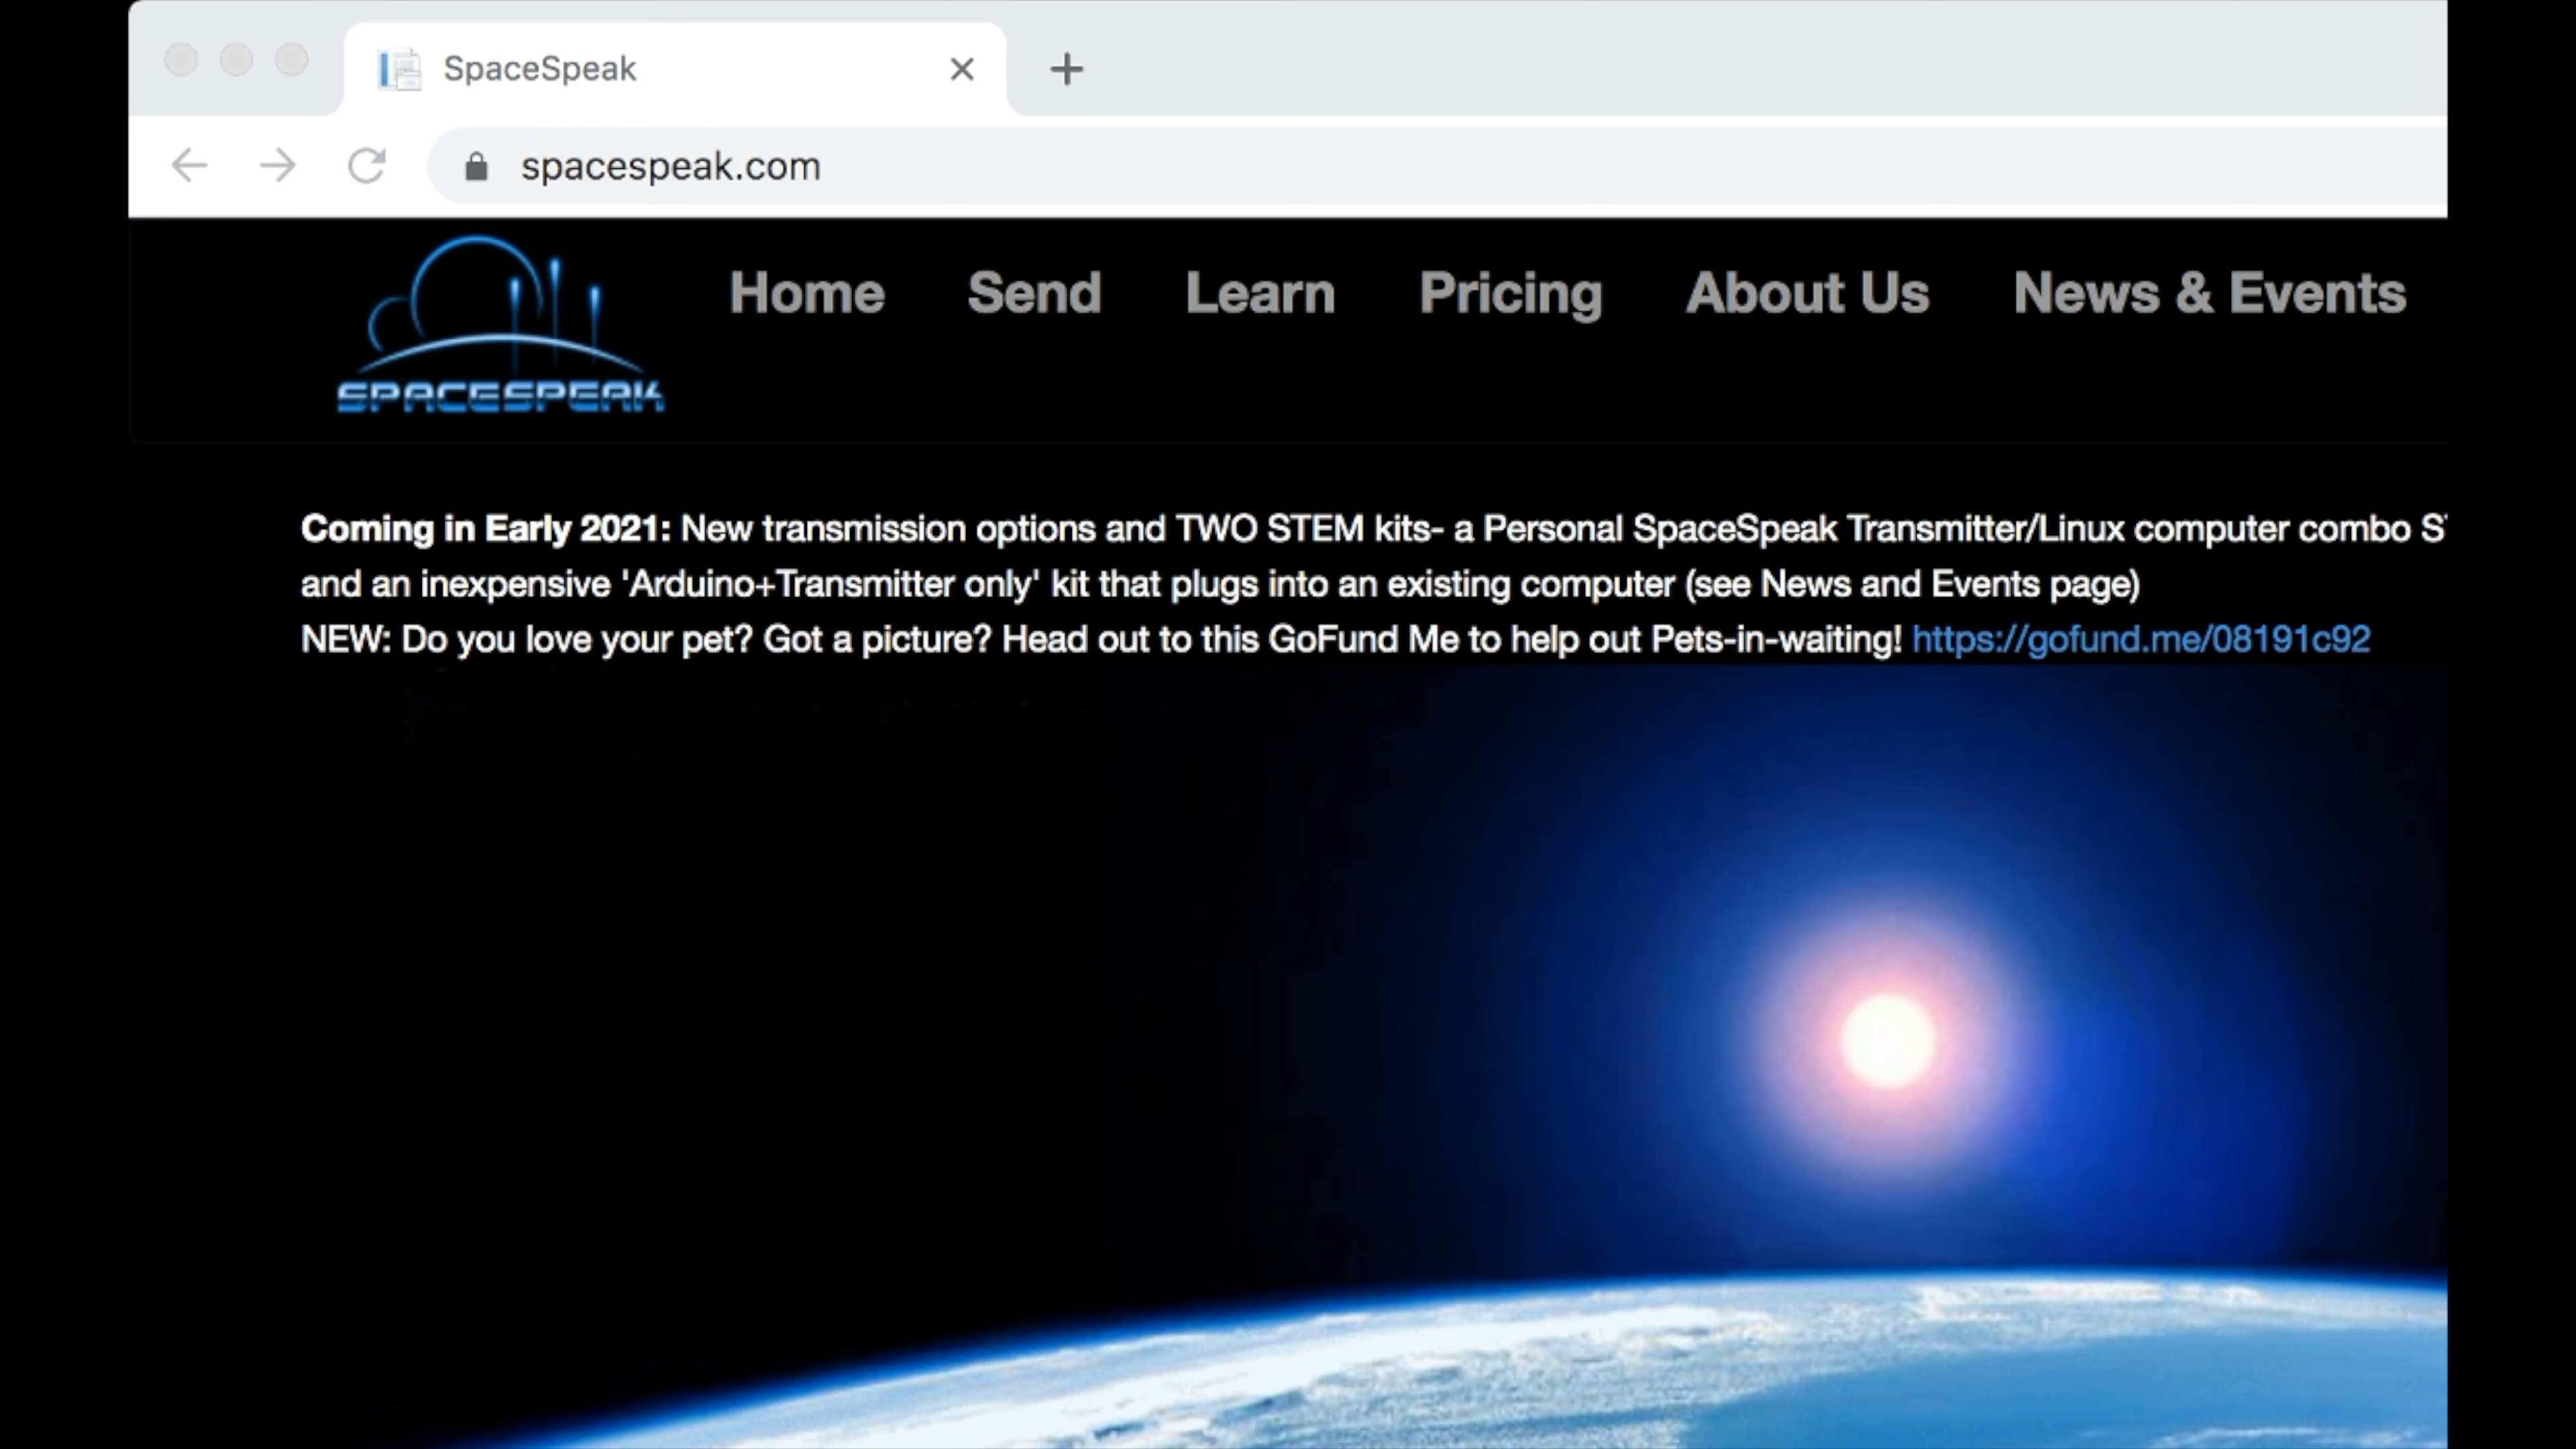 SpaceSpeak
spacespeak.com
SPACESPEAK
Home Send Learn Pricing About Us News & Events
Coming in Early 2021: New transmission options and TWO STEM kits- a Personal SpaceSpeak Transmitter/Linux computer combo
and an inexpensive 'Arduino+Transmitter only' kit that plugs into an existing computer (see News and Events page)
NEW: Do you love your pet? Got a picture? Head out to this GoFund Me to help out Pets-in-waiting! https://gofund.me/08191c92